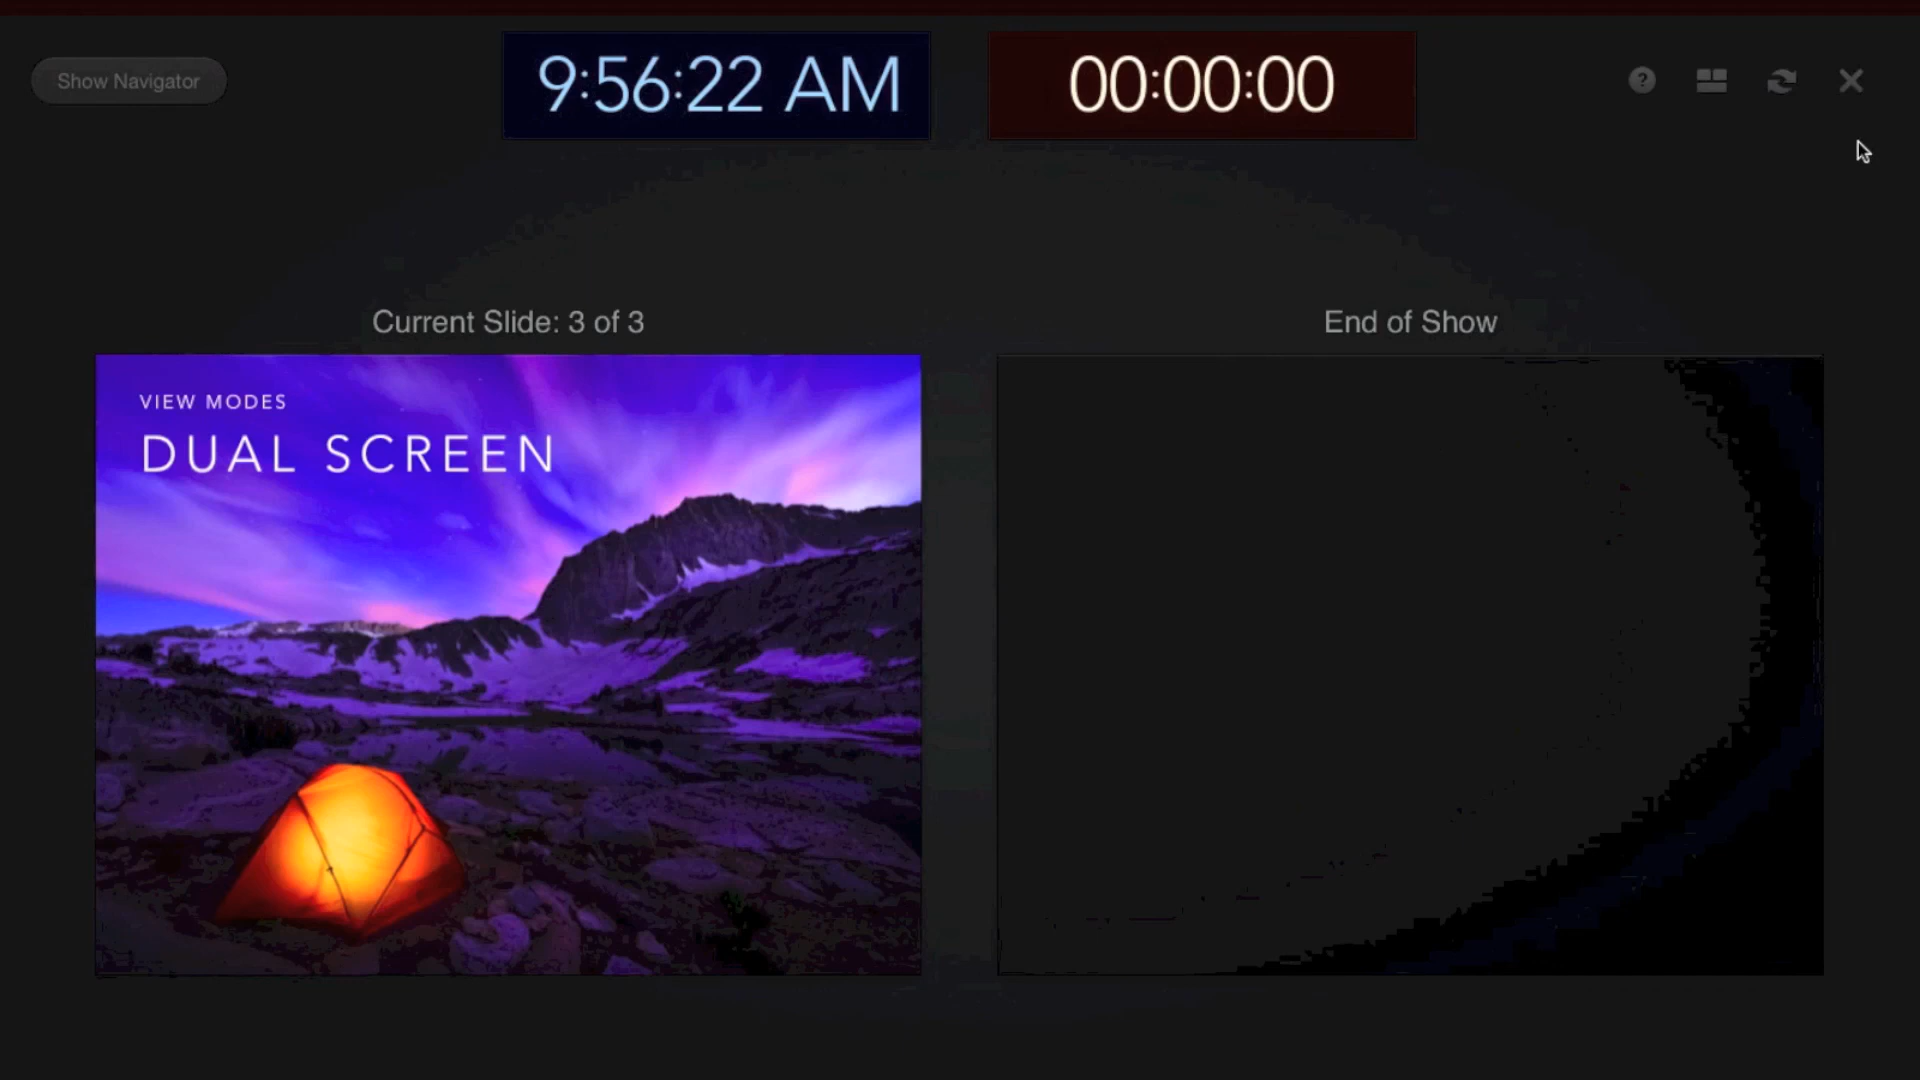 Show Navigator
9:56:22 AM
00:00:00
?
Current Slide: 3 of 3
End of Show
VIEW MODES
DUAL SCREEN